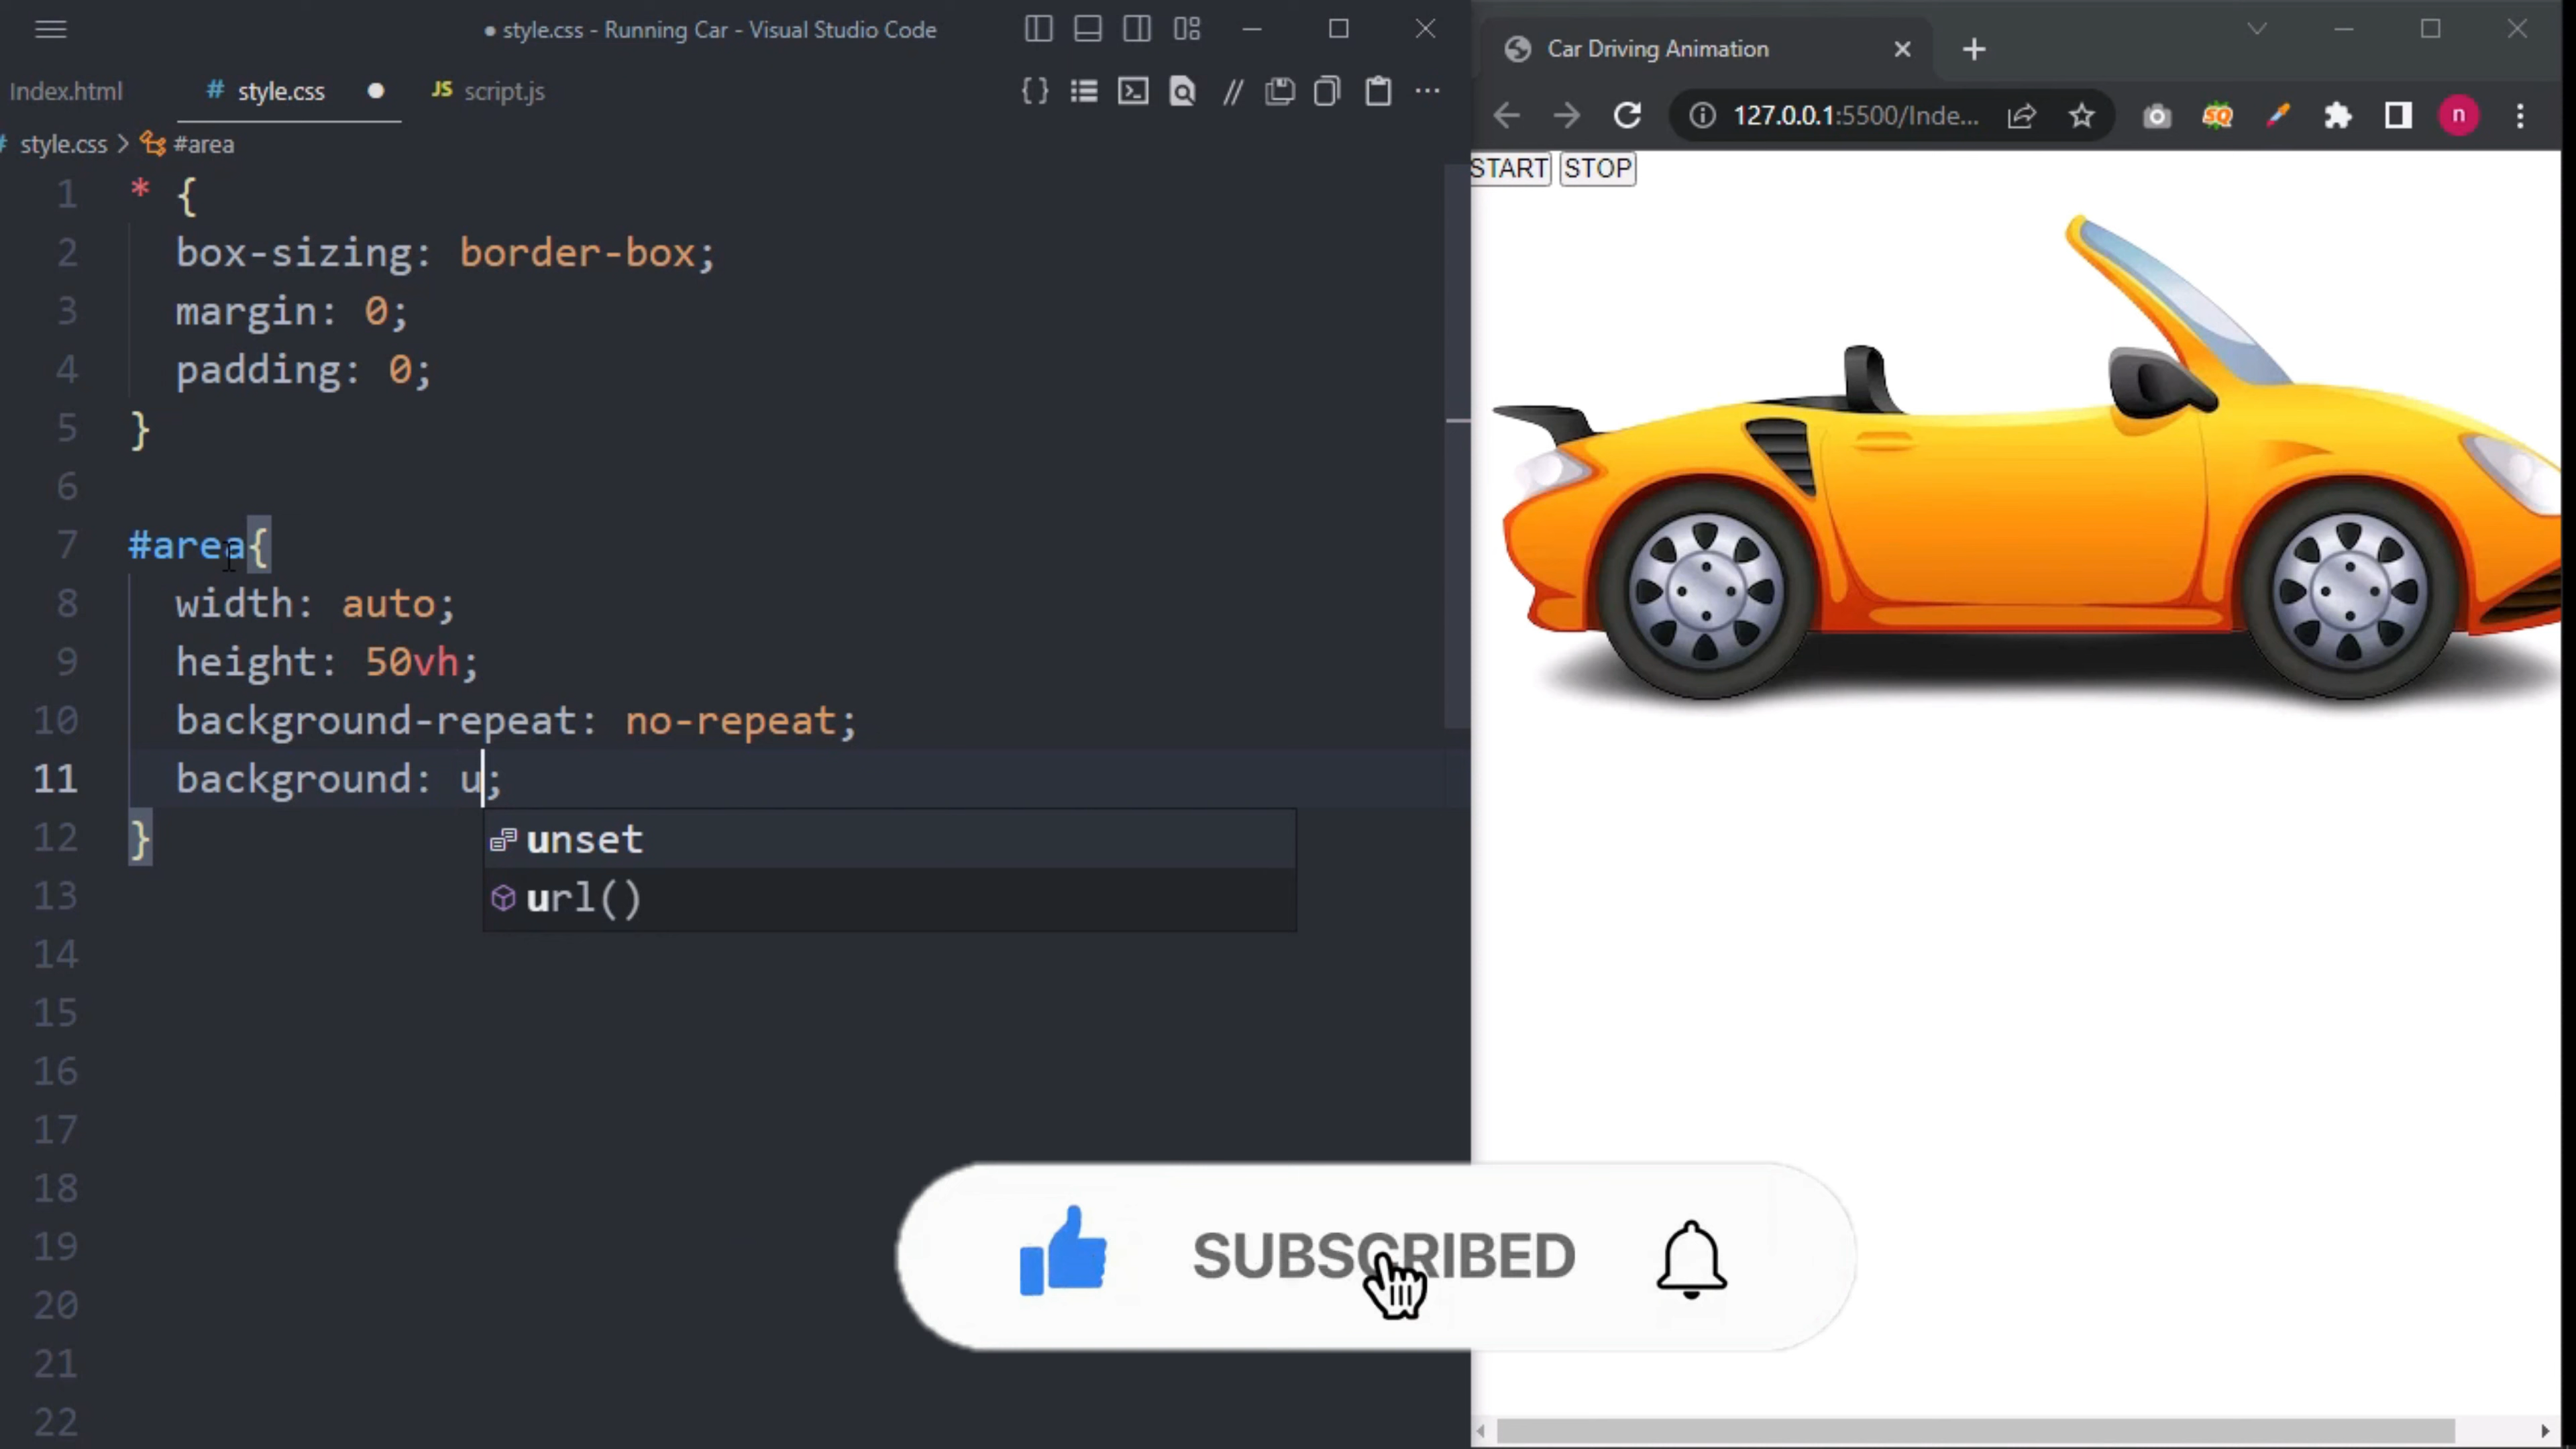 style.css - Running Car - Visual Studio Code
Index.html
# style.css
JS script.js
# style.css > #area
1 * {
2 box-sizing: border-box;
3 margin: 0;
4 padding: 0;
5 }
6
7 #area{
8 width: auto;
9 height: 50vh;
10 background-repeat: no-repeat;
11 background: u;
12 }
unset
url()
13
14
15
16
17
18
19
20
21
22
Car Driving Animation
127.0.0.1:5500/Inde...
SQ
n
START STOP
SUBSCRIBED